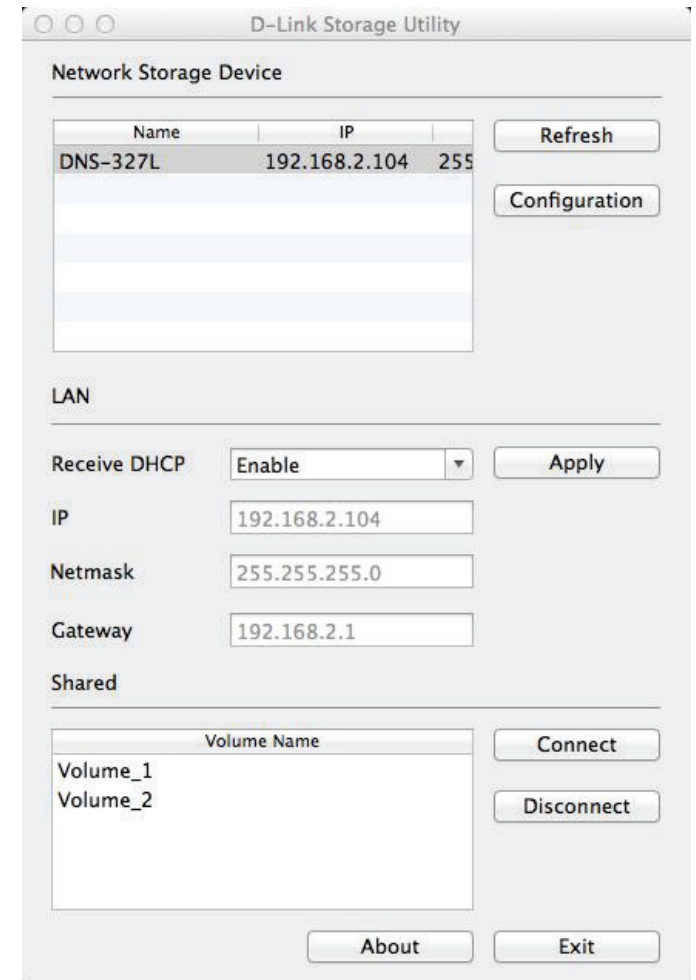 D-Link Storage Utility
Network Storage Device
Name IP
DNS-327L 192.168.2.104 255
Refresh
Configuration
LAN
Receive DHCP Enable Apply
IP 192.168.2.104
Netmask 255.255.255.0
Gateway 192.168.2.1
Shared
Volume Name
Volume_1
Volume_2
Connect
Disconnect
About Exit